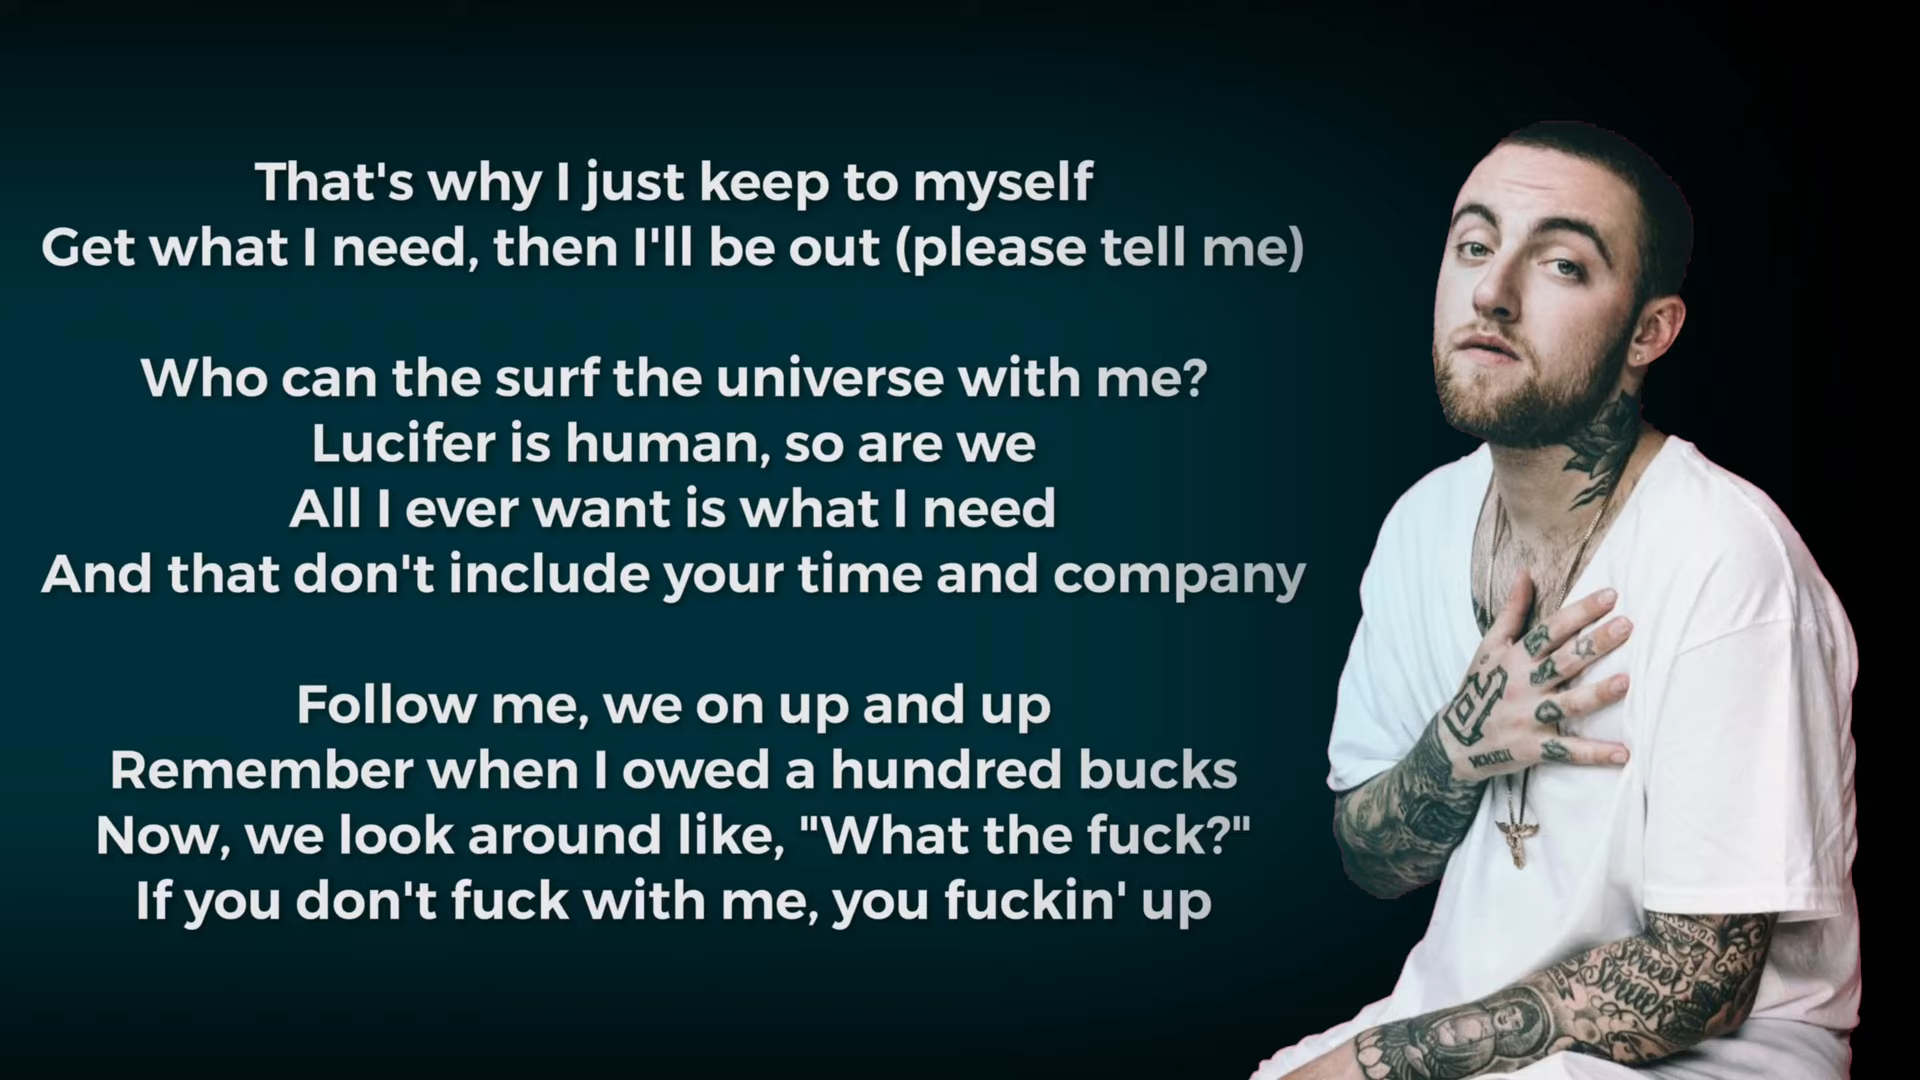 That's why I just keep to myself
Get what I need, then I'll be out (please tell me)
Who can the surf the universe with me?
Lucifer is human, so are we
All I ever want is what I need
And that don't include your time and company
Follow me, we on up and up
Remember when I owed a hundred bucks
Now, we look around like, "What the fuck?"
If you don't fuck with me, you fuckin' up
Street
Struck